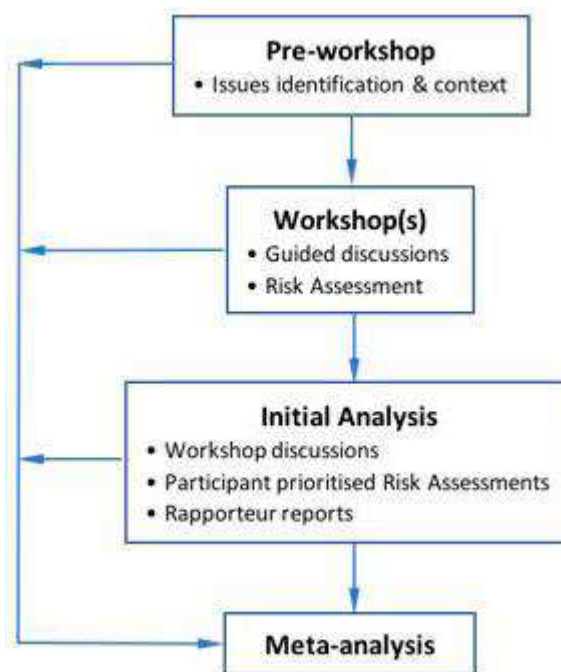 Pre-workshop
• Issues identification & context
Workshop(s)
• Guided discussions
• Risk Assessment
Initial Analysis
• Workshop discussions
• Participant prioritised Risk Assessments
• Rapporteur reports
Meta-analysis